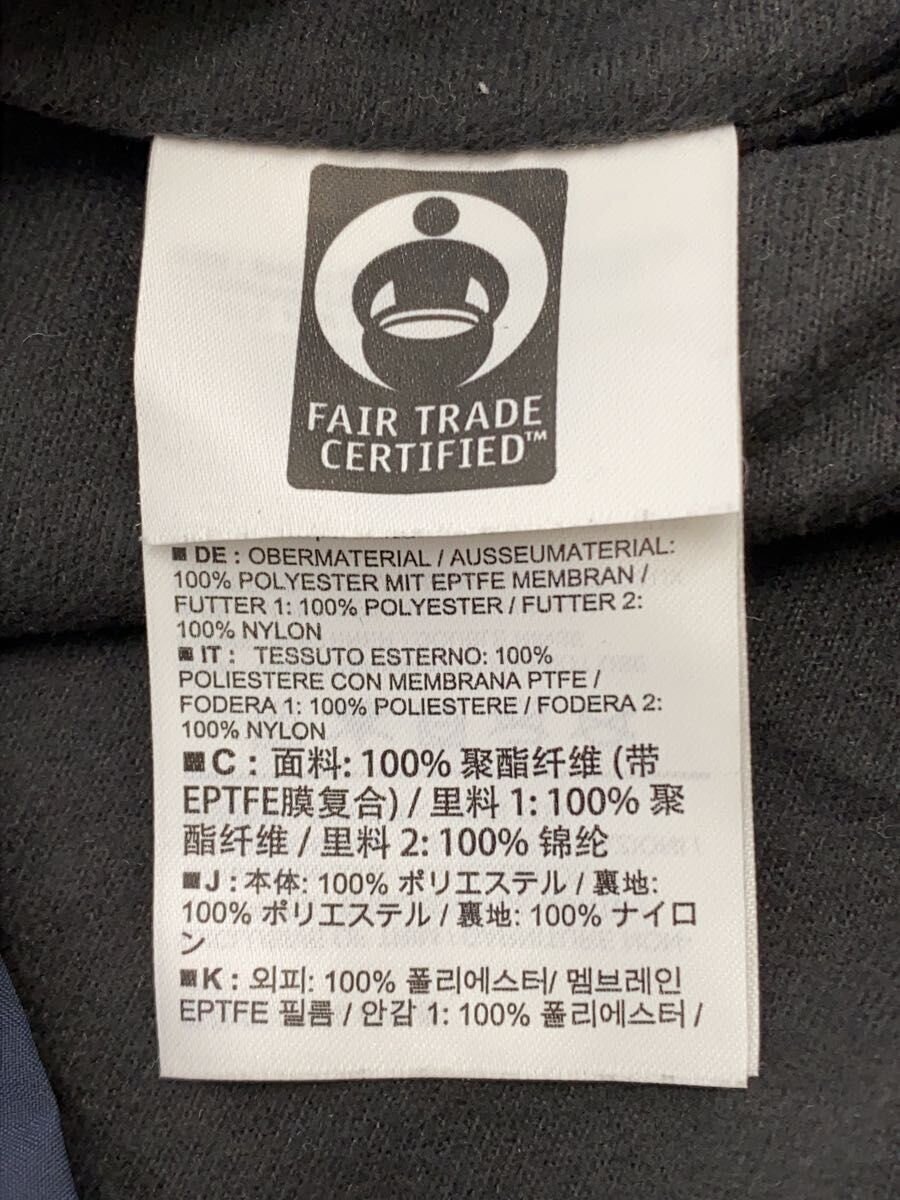 FAIR TRADE
CERTIFIED™
■ DE : OBERMATERIAL / AUSSEUMATERIAL:
100% POLYESTER MIT EPTFE MEMBRAN /
FUTTER 1: 100% POLYESTER / FUTTER 2:
100% NYLON
■ IT : TESSUTO ESTERNO: 100%
POLIESTERE CON MEMBRANA PTFE /
FODERA 1: 100% POLIESTERE / FODERA 2:
100% NYLON
■ C : 面料: 100% 聚酯纤维 (带
EPTFE膜复合) / 里料 1: 100% 聚
酯纤维 / 里料 2: 100% 锦纶
■ J : 本体: 100% ポリエステル / 裏地:
100% ポリエステル / 裏地: 100% ナイロ
ン
■ K : 외피: 100% 폴리에스터/ 멤브레인
EPTFE 필름 / 안감 1: 100% 폴리에스터 /